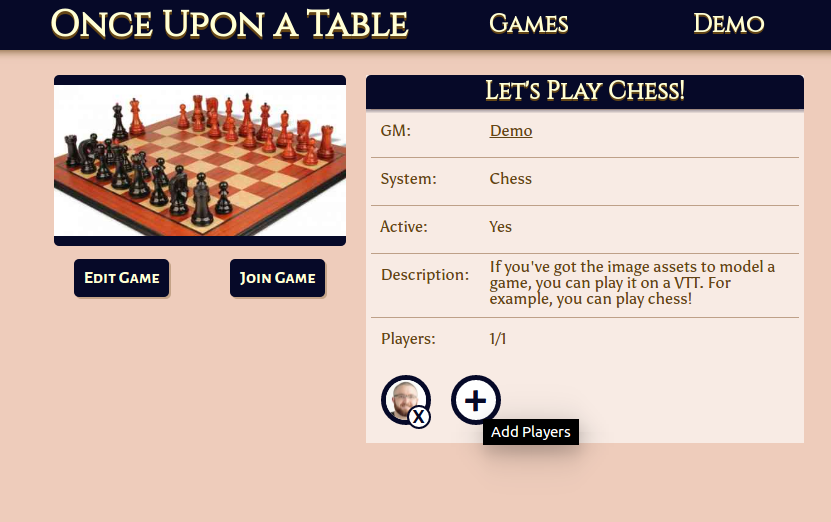 Once Upon a Table
Games
Demo
Let's Play Chess!
GM:
Demo
System:
Chess
Active:
Yes
Edit Game
Join Game
Description:
If you've got the image assets to model a
game, you can play it on a VTT. For
example, you can play chess!
Players:
1/1
X
+
Add Players